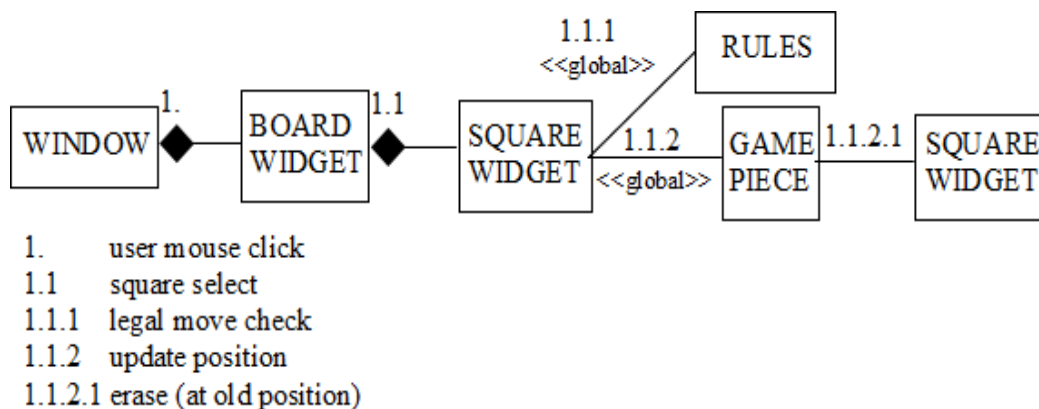 1.1.1
<<global>>
RULES
1.
WINDOW
BOARD
WIDGET
1.1
SQUARE
WIDGET
1.1.2
<<global>>
GAME
PIECE
1.1.2.1
SQUARE
WIDGET
1. user mouse click
1.1 square select
1.1.1 legal move check
1.1.2 update position
1.1.2.1 erase (at old position)